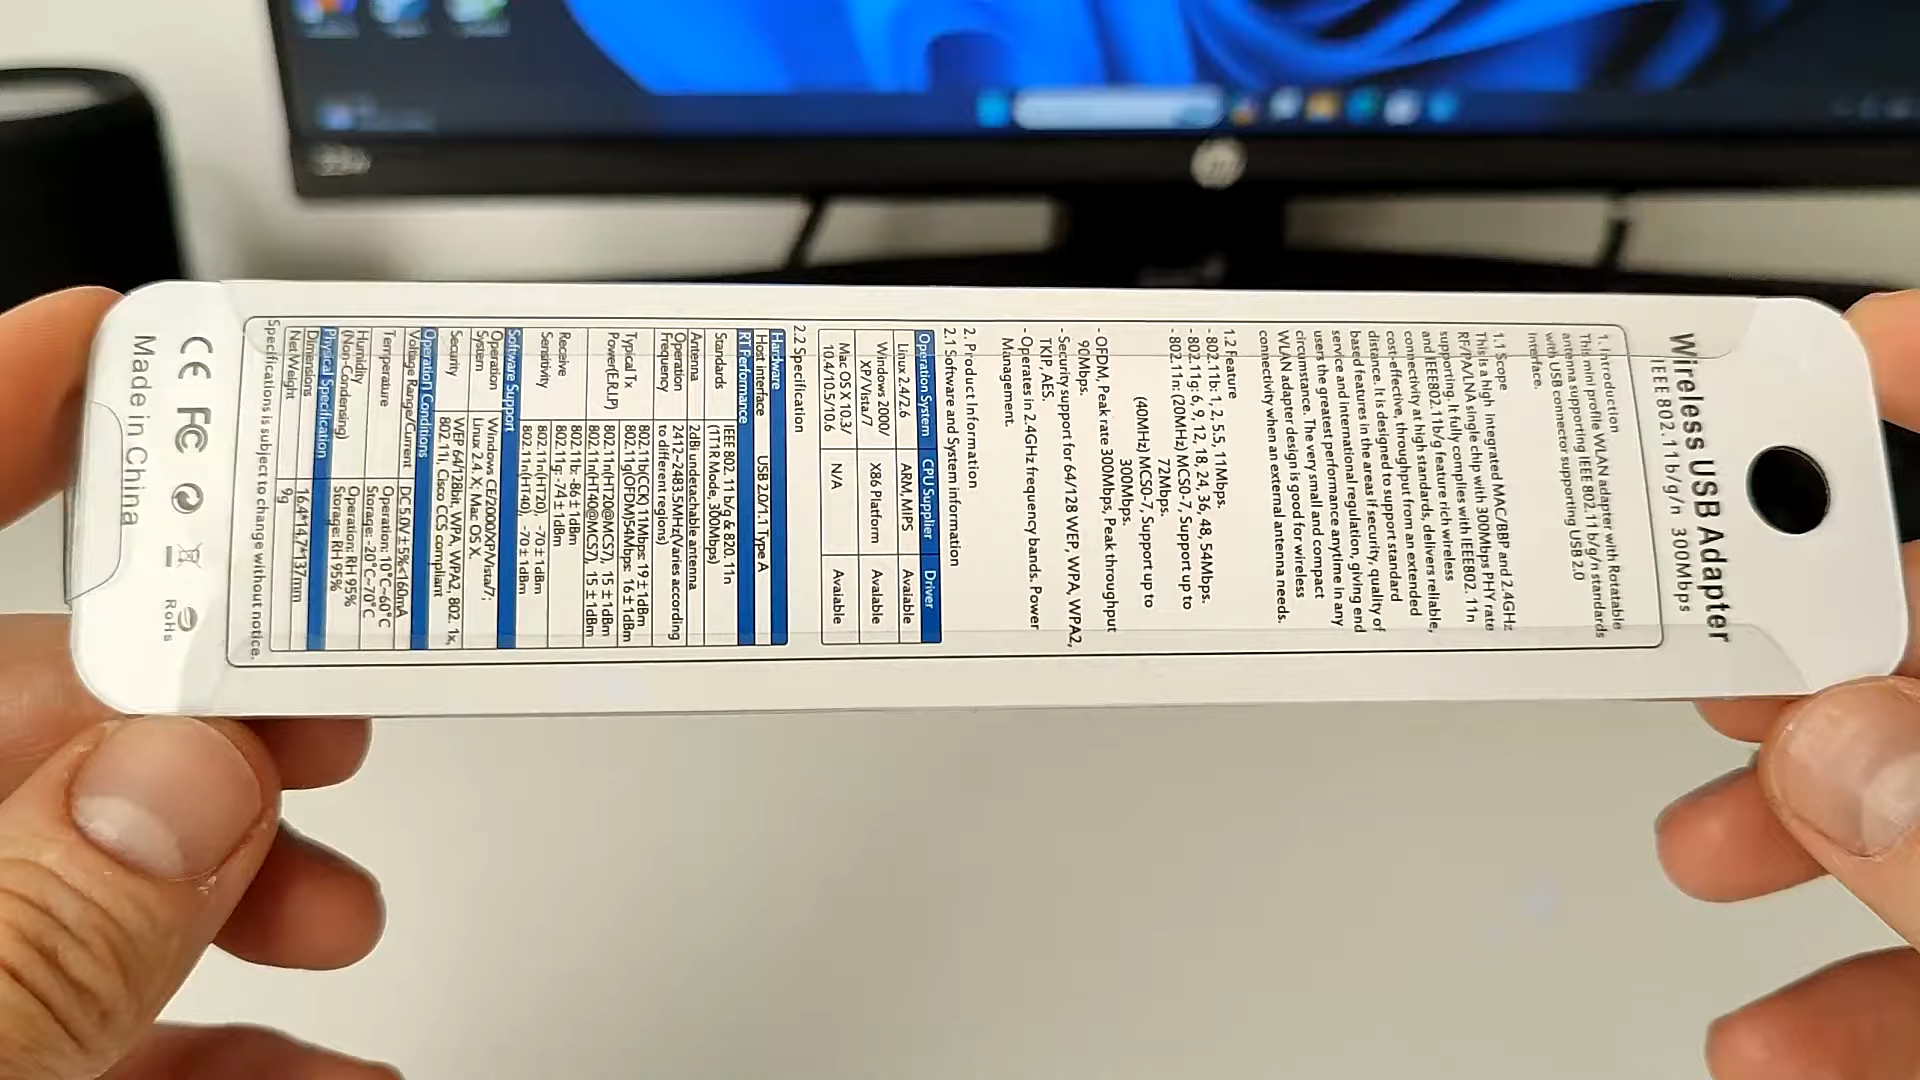 Wireless USB Adapter
IEEE802.11b/g/n 300Mbps
1. Introduction
This mini profile WLAN adapter with Rotatable
antenna supporting IEEE 802.11 b/g/n standards
with USB connector supporting USB 2.0
interface.
1.1 Scope
This is a high integrated MAC/BBP and 2.4GHz
RF/PA/LNA single chip with 300Mbps PHY rate
supporting. It fully complies with IEEE802. 11n
and IEEE802.11b/g feature rich wireless
connectivity at high standards, delivers reliable,
cost-effective, throughput from an extended
distance. It is designed to support standard
based features in the areas if security, quality of
service and international regulation, giving end
users the greatest performance anytime in any
circumstance. The very small and compact
WLAN adapter design is good for wireless
connectivity when an external antenna needs.
1.2 Feature
- 802.11b: 1, 2, 5.5, 11Mbps.
- 802.11g: 6, 9, 12, 18, 24, 36, 48, 54Mbps.
- 802.11n: (20MHz) MCS0-7, Support up to
72Mbps.
(40MHz) MCS0-7, Support up to
300Mbps.
- OFDM, Peak rate 300Mbps, Peak throughput
90Mbps.
- Security support for 64/128 WEP, WPA, WPA2,
TKIP, AES.
- Operates in 2.4GHz frequency bands. Power
Management.
2. Product Information
2.1 Software and System information
Operation System CPU Supplier Driver
Linux 2.4/2.6 ARM,MIPS Available
Windows 2000/
XP/Vista/7 X86 Platform Available
Mac OS X 10.3/
10.4/10.5/10.6 N/A Available
2.2 Specification
Hardware
Host interface USB 2.0/1.1 Type A
RT Performance
Standards IEEE 802. 11 b/g & 820. 11n
(1T1R Mode, 300Mbps)
Antenna 2dbi undetachable antenna
Operation
Frequency 2412~2483.5MHz(Varies according
to different regions)
Typical Tx
Power(E.R.I.P) 802.11b(CCK) 11Mbps: 19±1dBm
802.11g(OFDM)54Mbps: 16±1dBm
802.11n(HT20@MCS7), 15±1dBm
802.11n(HT40@MCS7), 15±1dBm
Receive
Sensitivity 802.11b: -86±1dBm
802.11g: -74±1dBm
802.11n(HT20), -70±1dBm
802.11n(HT40), -70±1dBm
Software Support
Operation
System Windows CE/2000/XP/Vista/7;
Linux 2.4. X; Mac OS X.
Security WEP 64/128bit, WPA, WPA2, 802. 1x,
802.11i, Cisco CCS compliant
Operation Conditions
Voltage Range/Current DC 5.0V±5%<160mA
Temperature Operation: 10°C~60°C
Storage: -20°C~70°C
Humidity
(Non-Condensing) Operation: RH 95%
Storage: RH 95%
Physical Spal Specification
Dimensions 16.4*14.7*137mm
NetWeight 9g
Specifications is subject to change without notice.
CE FC RoHs
Made in China
hp